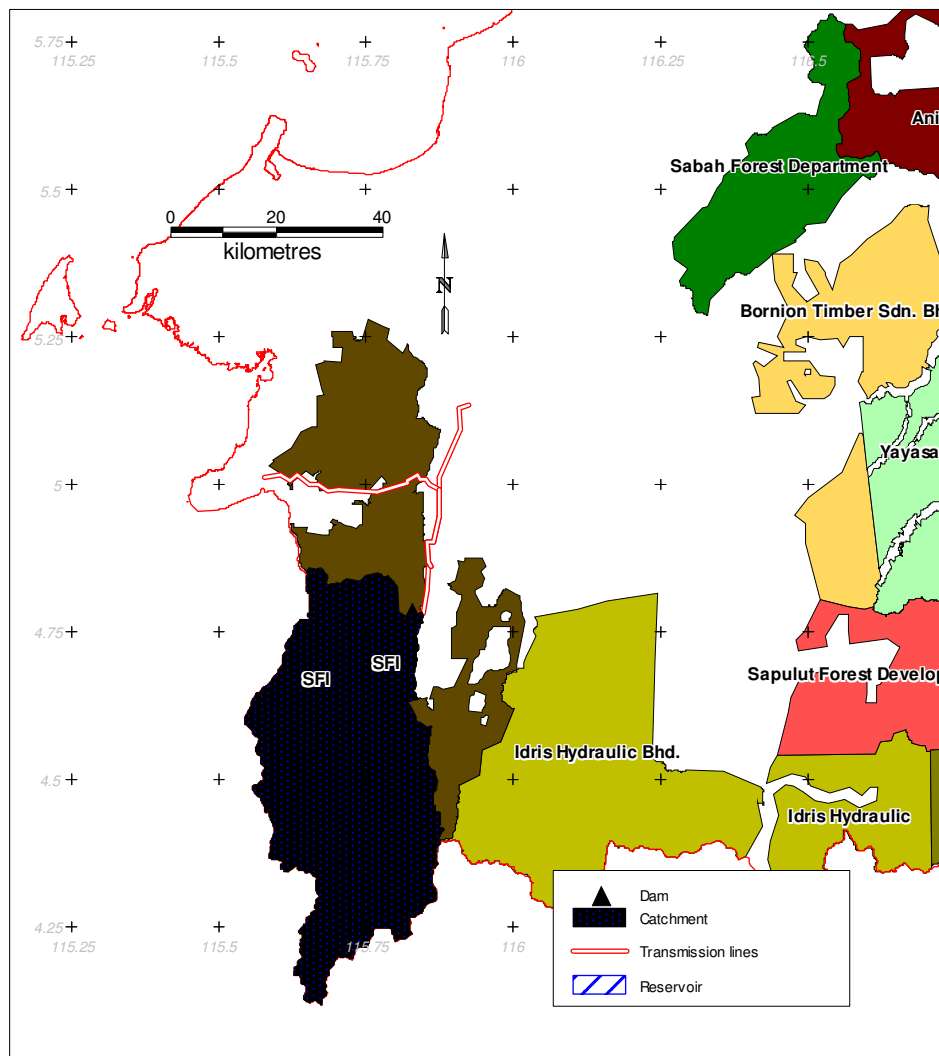 5.75
115.25
115.5
115.75
116
116.25
116.5
Ani
Sabah Forest Department
5.5
0 20 40
kilometres
N
Bornion Timber Sdn. Bh
5.25
Yayasa
5
4.75
SFI
SFI
Sapulut Forest Develop
Idris Hydraulic Bhd.
4.5
Idris Hydraulic
Dam
Catchment
4.25
115.25
115.5
115.75
Transmission lines
Reservoir